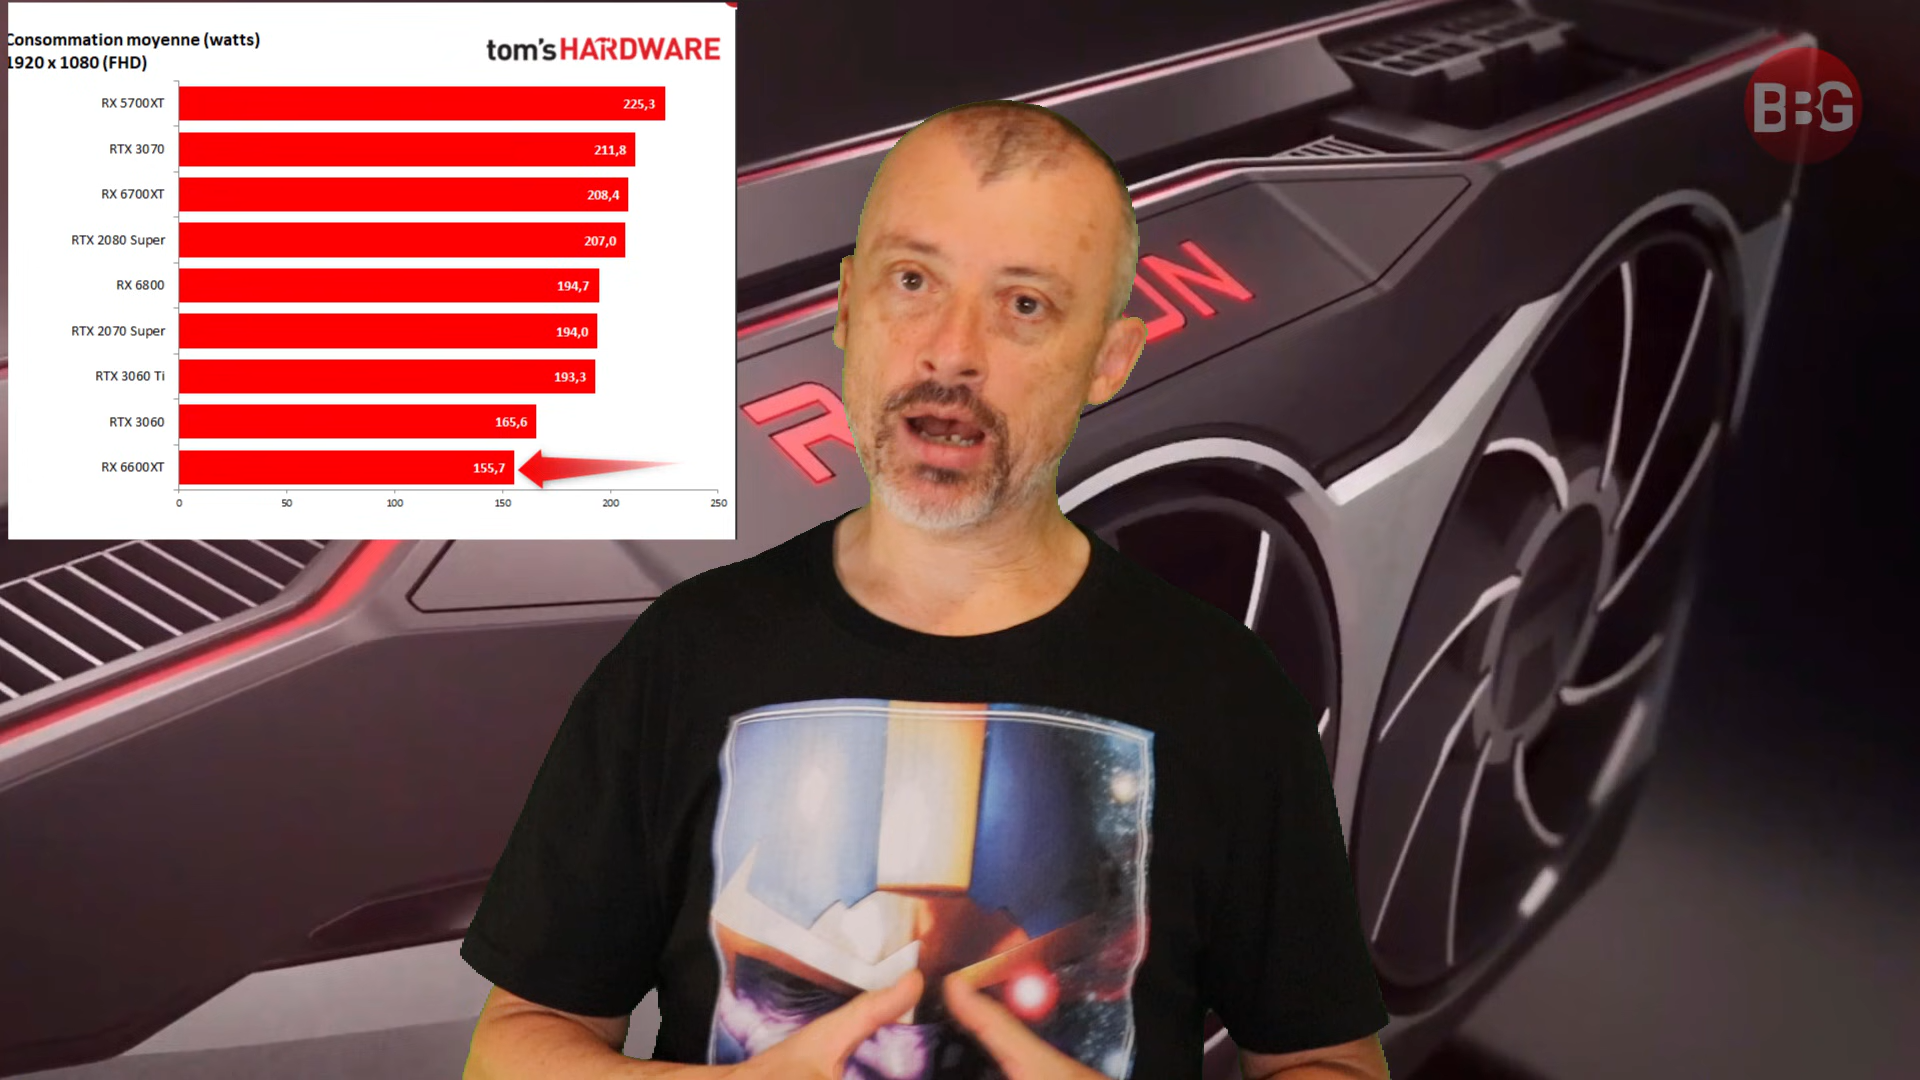 Consommation moyenne (watts)
1920 x 1080 (FHD)
tom's HARDWARE
RX 5700XT 225,3
RTX 3070 211,8
RX 6700XT 208,4
RTX 2080 Super 207,0
RX 6800 194,7
RTX 2070 Super 194,0
RTX 3060 Ti 193,3
RTX 3060 165,6
RX 6600XT 155,7
0 50 100 150 200 250
BBG
R
ON